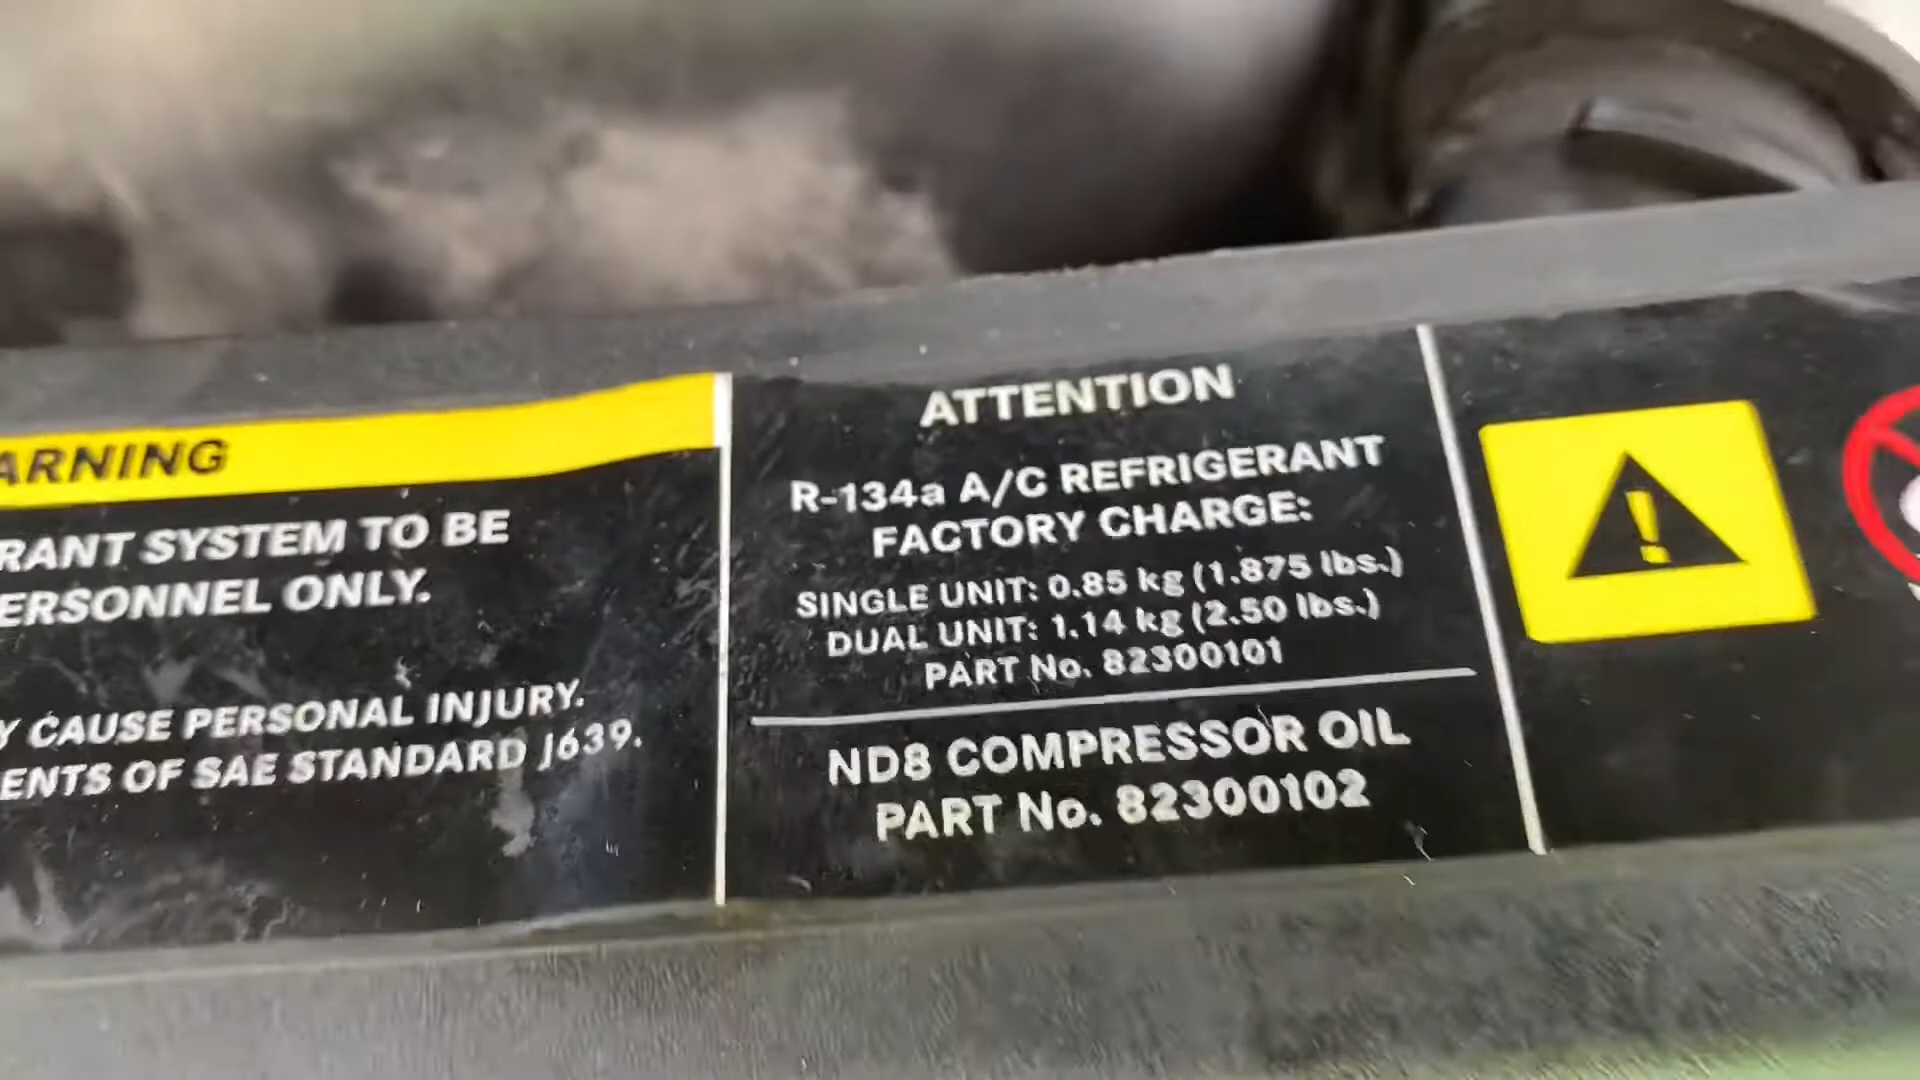 ARNING
RANT SYSTEM TO BE
ERSONNEL ONLY.
Y CAUSE PERSONAL INJURY.
ENTS OF SAE STANDARD J639.
ATTENTION
R-134a A/C REFRIGERANT
FACTORY CHARGE:
SINGLE UNIT: 0.85 kg (1.875 lbs.)
DUAL UNIT: 1.14 kg (2.50 lbs.)
PART No. 82300101
ND8 COMPRESSOR OIL
PART No. 82300102
!